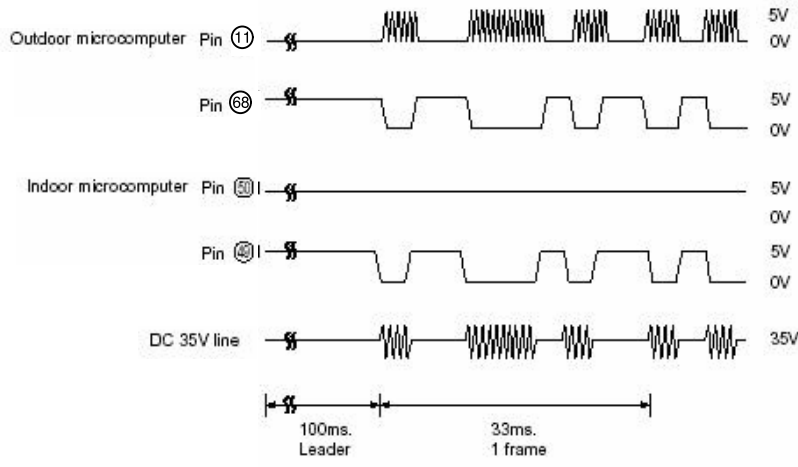 5V
Outdoor microcomputer Pin 11 0V
Pin 68 5V
0V
Indoor microcomputer Pin 50 5V
0V
Pin 49 5V
0V
DC 35V line 35V
100ms. 33ms.
Leader 1 frame